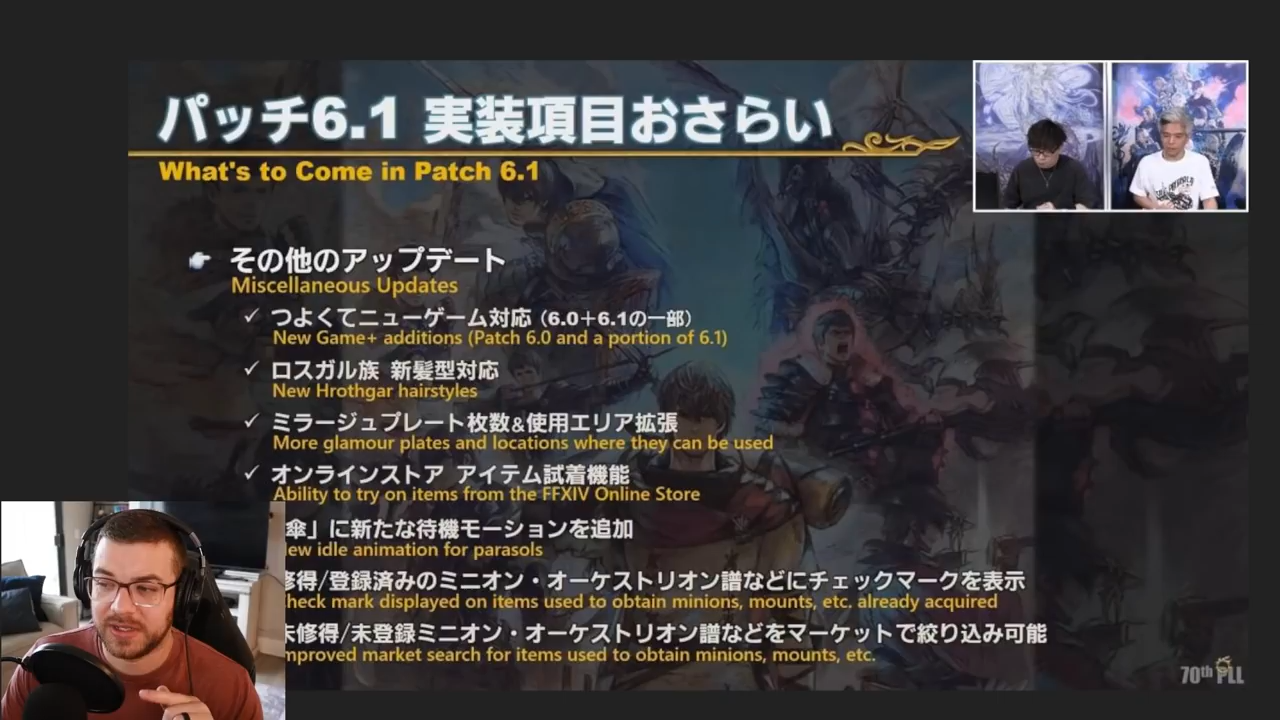 パッチ6.1 実装項目おさらい
What's to Come in Patch 6.1
その他のアップデート
Miscellaneous Updates
✓ つよくてニューゲーム対応（6.0＋6.1の一部）
New Game+ additions (Patch 6.0 and a portion of 6.1)
✓ ロスガル族 新髪型対応
New Hrothgar hairstyles
✓ ミラージュプレート枚数&使用エリア拡張
More glamour plates and locations where they can be used
✓ オンラインストア アイテム試着機能
Ability to try on items from the FFXIV Online Store
傘」に新たな待機モーションを追加
idle animation for parasols
修得/登録済みのミニオン・オーケストリオン譜などにチェックマークを表示
mark displayed on items used to obtain minions, mounts, etc. already acquired
未修得/未登録ミニオン・オーケストリオン譜などをマーケットで絞り込み可能
market search for items used to obtain minions, mounts, etc.
70th PLL